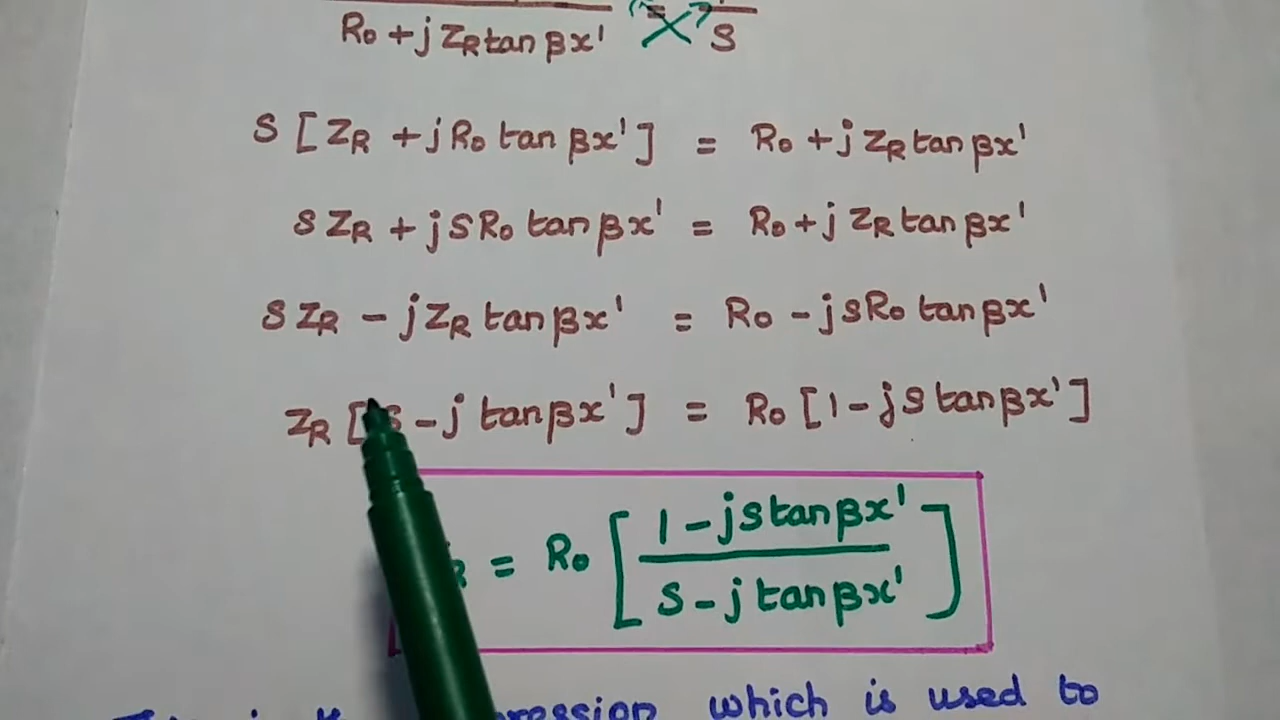 R₀ + j Z_R tan βx' = S
S [Z_R + j R₀ tan βx'] = R₀ + j Z_R tan βx'
S Z_R + j S R₀ tan βx' = R₀ + j Z_R tan βx'
S Z_R - j Z_R tan βx' = R₀ - j S R₀ tan βx'
Z_R [S - j tan βx'] = R₀ [1 - j S tan βx']
R = R₀ [ 1 - j S tan βx'
S - j tan βx' ]
which is used to